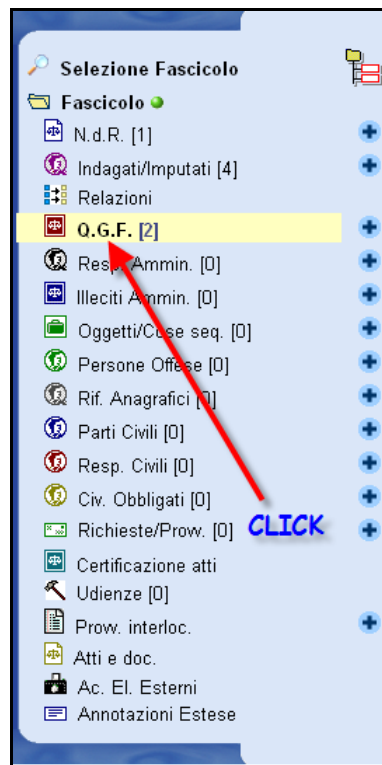 Selezione Fascicolo
Fascicolo
N.d.R. [1]
Indagati/Imputati [4]
Relazioni
Q.G.F. [2]
Resp. Ammin. [0]
Illeciti Ammin. [0]
Oggetti/Cose seq. [0]
Persone Offese [0]
Rif. Anagrafici [0]
Parti Civili [0]
Resp. Civili [0]
Civ. Obbligati [0]
Richieste/Provv. [0] CLICK
Certificazione atti
Udienze [0]
Provv. interloc.
Atti e doc.
Ac. El. Esterni
Annotazioni Estese